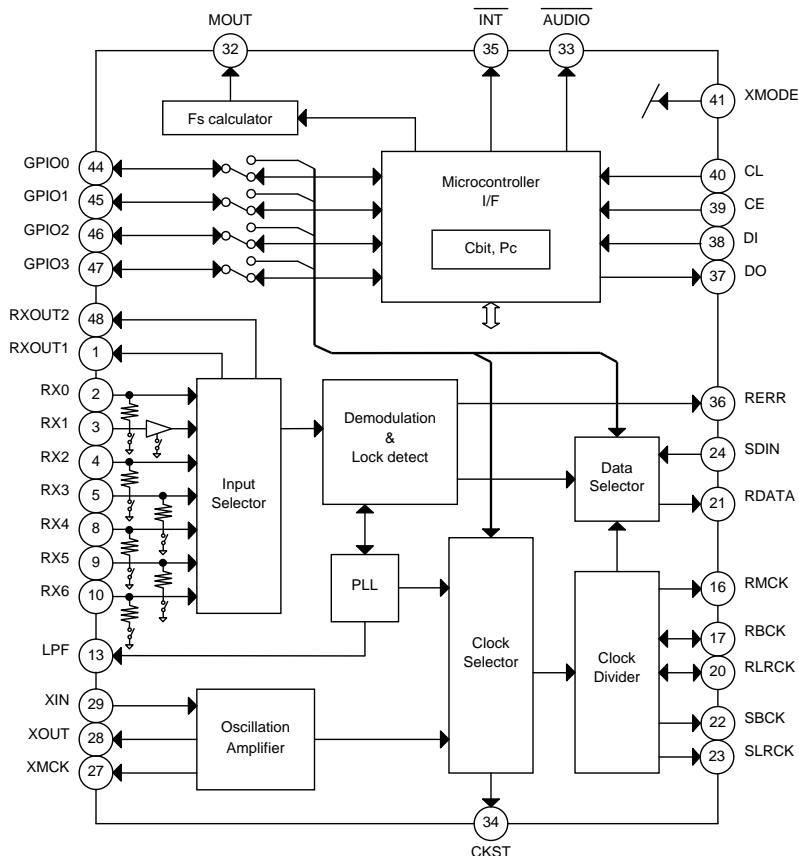 MOUT
INT
AUDIO
32
35
33
41
XMODE
Fs calculator
GPIO0
44
GPIO1
45
GPIO2
46
GPIO3
47
Microcontroller
I/F
Cbit, Pc
40
CL
39
CE
38
DI
37
DO
RXOUT2
48
RXOUT1
1
RX0
2
RX1
3
RX2
4
RX3
5
RX4
8
RX5
9
RX6
10
Input
Selector
Demodulation
&
Lock detect
36
RERR
24
SDIN
21
RDATA
Data
Selector
PLL
LPF
13
Clock
Selector
Clock
Divider
16
RMCK
17
RBCK
20
RLRCK
22
SBCK
23
SLRCK
XIN
29
XOUT
28
XMCK
27
Oscillation
Amplifier
34
CKST